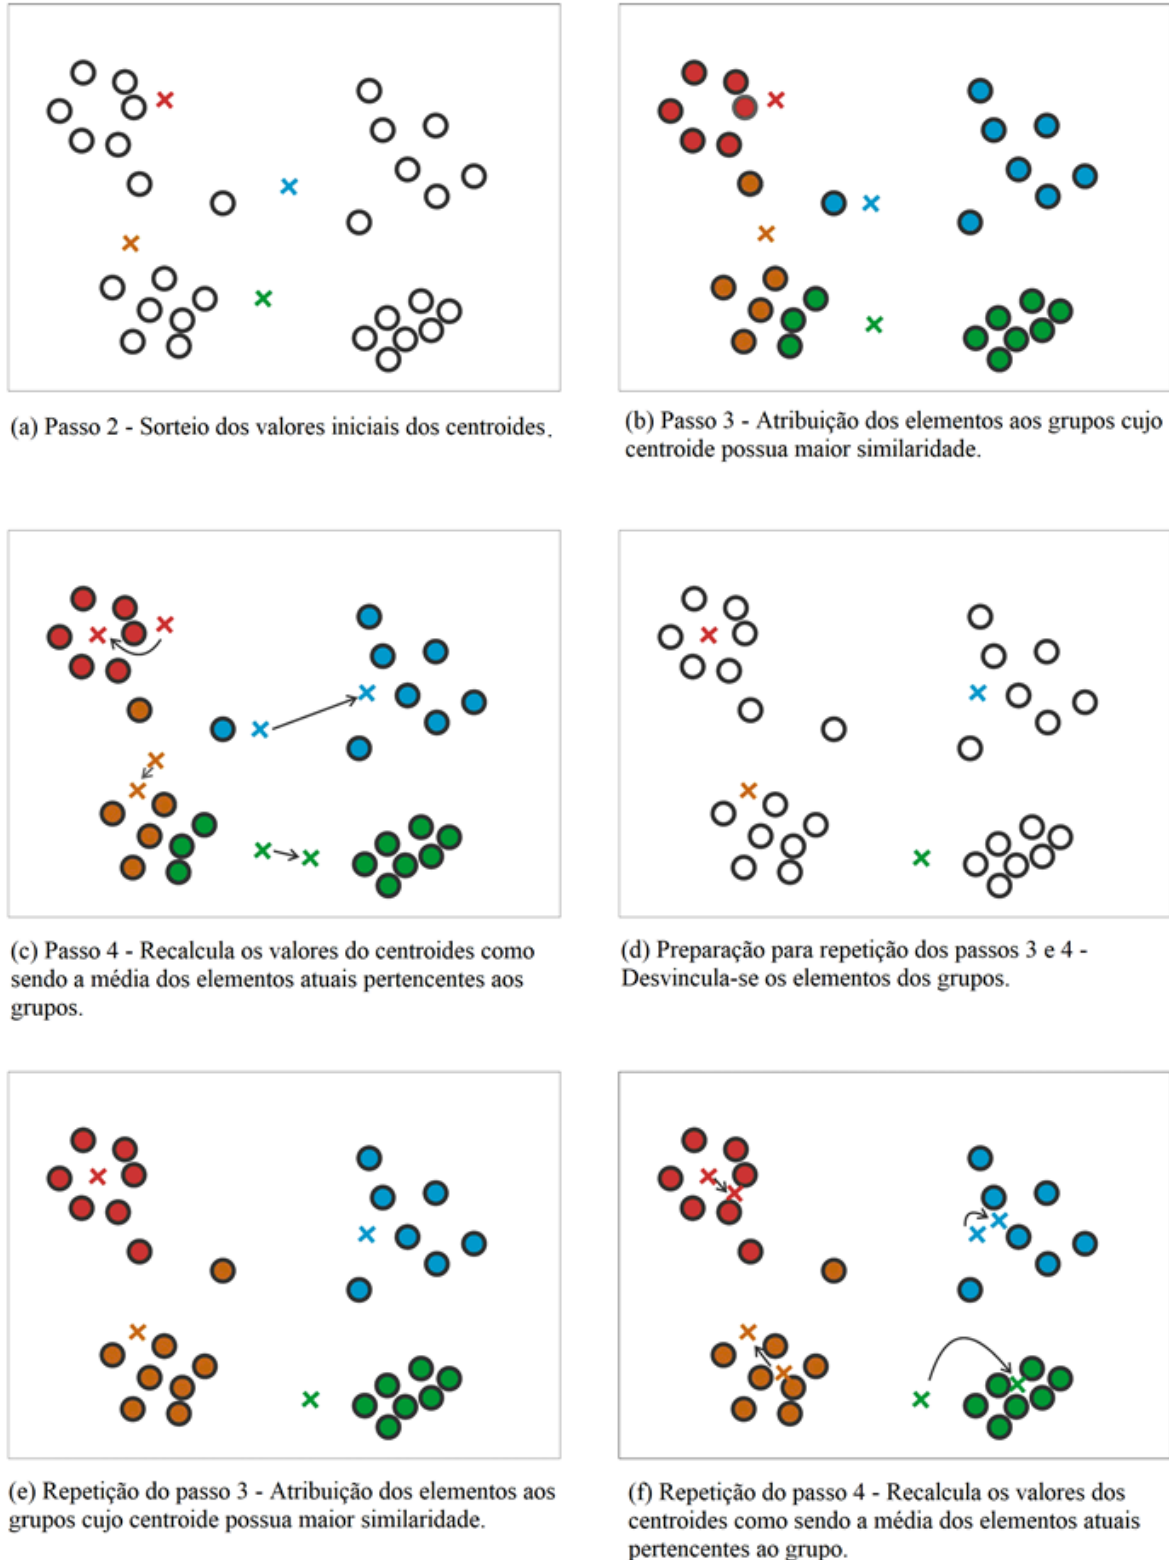 (a) Passo 2 - Sorteio dos valores iniciais dos centroides.
(b) Passo 3 - Atribuição dos elementos aos grupos cujo
centroide possua maior similaridade.
(c) Passo 4 - Recalcula os valores do centroides como
sendo a média dos elementos atuais pertencentes aos
grupos.
(d) Preparação para repetição dos passos 3 e 4 -
Desvincula-se os elementos dos grupos.
(e) Repetição do passo 3 - Atribuição dos elementos aos
grupos cujo centroide possua maior similaridade.
(f) Repetição do passo 4 - Recalcula os valores dos
centroides como sendo a média dos elementos atuais
pertencentes ao grupo.